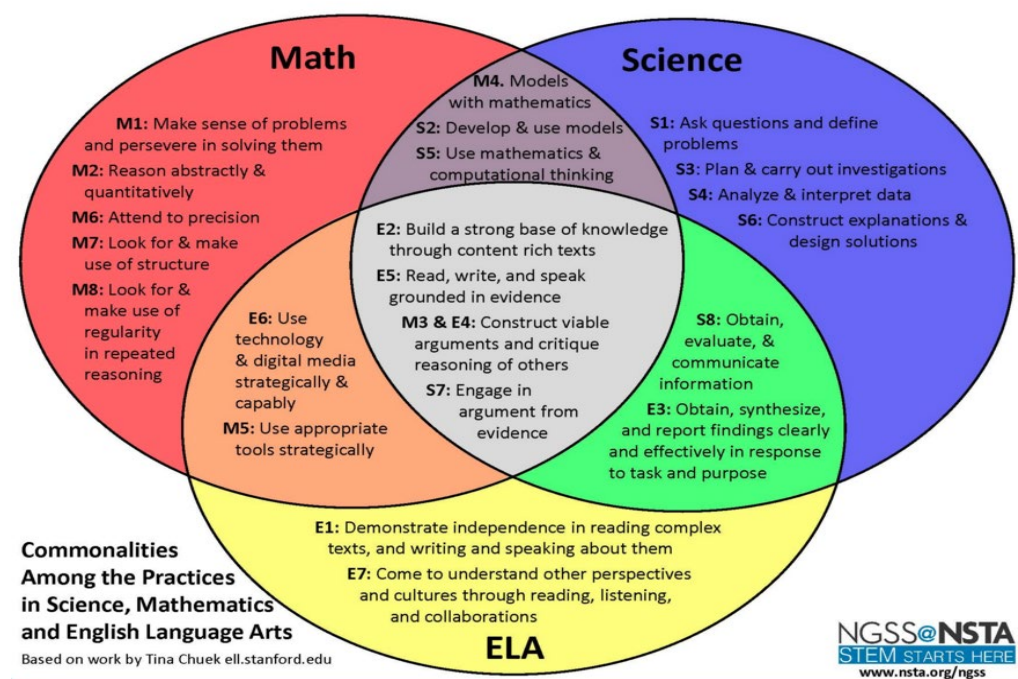 Math
Science
M4. Models
with mathematics
S2: Develop & use models
S5: Use mathematics &
computational thinking
M1: Make sense of problems
and persevere in solving them
M2: Reason abstractly &
quantitatively
M6: Attend to precision
M7: Look for & make
use of structure
M8: Look for &
make use of
regularity
in repeated
reasoning
S1: Ask questions and define
problems
S3: Plan & carry out investigations
S4: Analyze & interpret data
S6: Construct explanations &
design solutions
E2: Build a strong base of knowledge
through content rich texts
E5: Read, write, and speak
grounded in evidence
M3 & E4: Construct viable
arguments and critique
reasoning of others
S7: Engage in
argument from
evidence
E6: Use
technology
& digital media
strategically &
capably
M5: Use appropriate
tools strategically
S8: Obtain,
evaluate, &
communicate
information
E3: Obtain, synthesize,
and report findings clearly
and effectively in response
to task and purpose
E1: Demonstrate independence in reading complex
texts, and writing and speaking about them
E7: Come to understand other perspectives
and cultures through reading, listening,
and collaborations
ELA
Commonalities
Among the Practices
in Science, Mathematics
and English Language Arts
Based on work by Tina Chuek ell.stanford.edu
NGSS@NSTA
STEM STARTS HERE
www.nsta.org/ngss